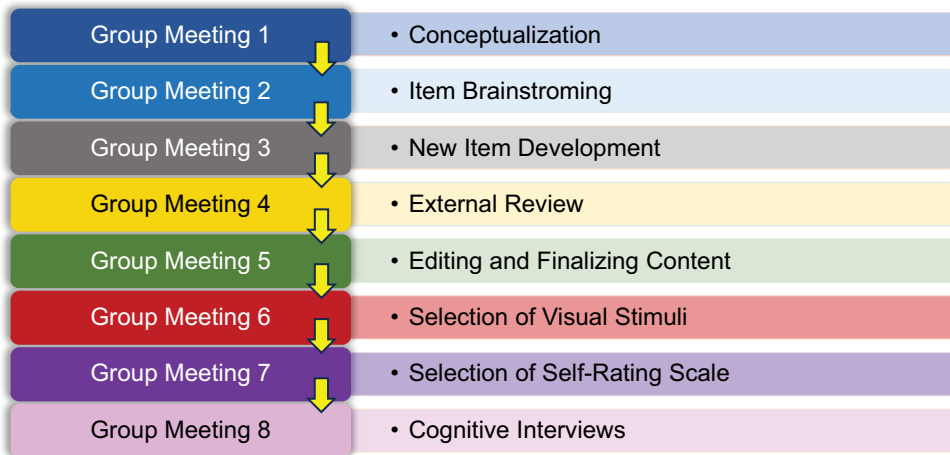 Group Meeting 1 • Conceptualization
Group Meeting 2 • Item Brainstroming
Group Meeting 3 • New Item Development
Group Meeting 4 • External Review
Group Meeting 5 • Editing and Finalizing Content
Group Meeting 6 • Selection of Visual Stimuli
Group Meeting 7 • Selection of Self-Rating Scale
Group Meeting 8 • Cognitive Interviews